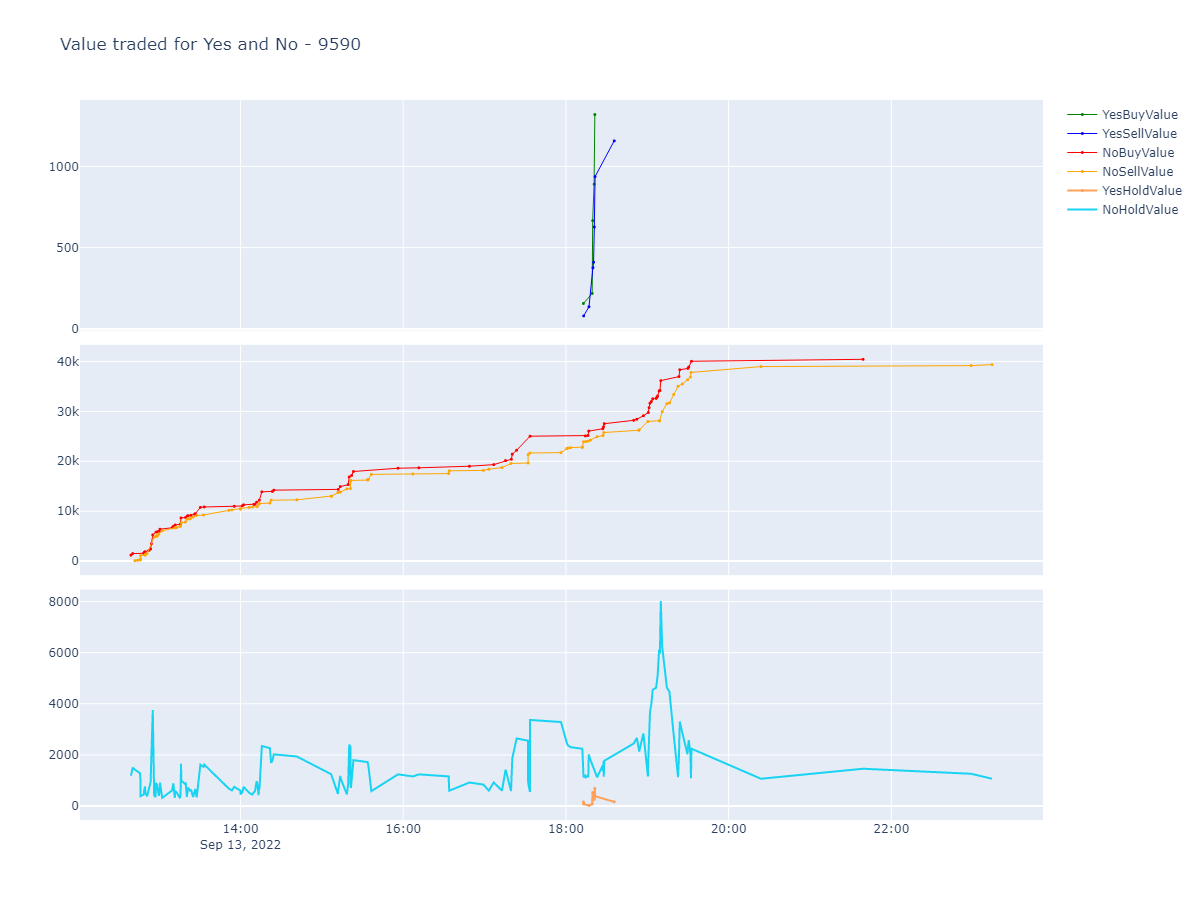 Value traded for Yes and No - 9590
YesBuyValue
YesSellValue
NoBuyValue
NoSellValue
YesHoldValue
NoHoldValue
1000
500
0
40k
30k
20k
10k
0
8000
6000
4000
2000
0
14:00 16:00 18:00 20:00 22:00
Sep 13, 2022